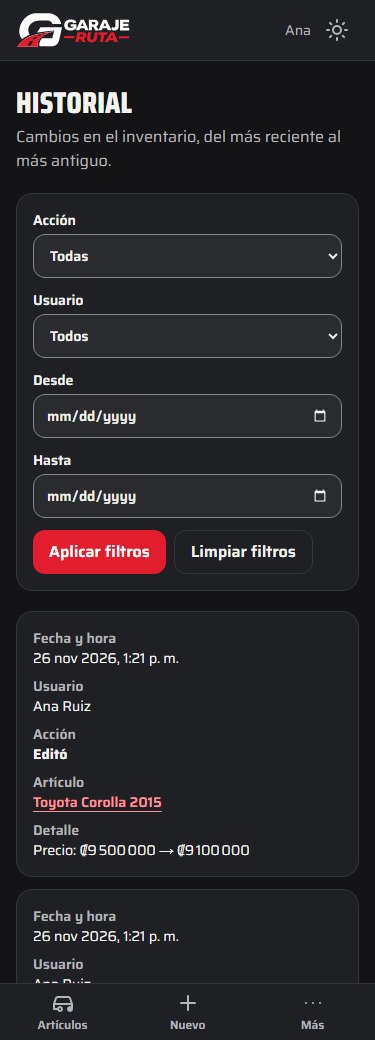 GARAJE
RUTA
Ana
HISTORIAL
Cambios en el inventario, del más reciente al
más antiguo.
Acción
Todas
Usuario
Todos
Desde
mm/dd/yyyy
Hasta
mm/dd/yyyy
Aplicar filtros
Limpiar filtros
Fecha y hora
26 nov 2026, 1:21 p. m.
Usuario
Ana Ruiz
Acción
Editó
Artículo
Toyota Corolla 2015
Detalle
Precio: ₡9 500 000 → ₡9 100 000
Fecha y hora
26 nov 2026, 1:21 p. m.
Usuario
Ana Ruiz
Artículos
Nuevo
Más